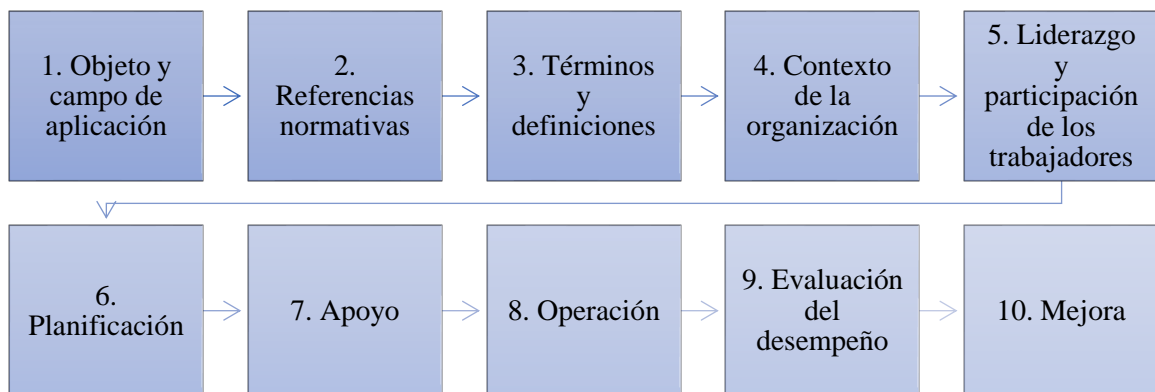 1. Objeto y
campo de
aplicación
2.
Referencias
normativas
3. Términos
y
definiciones
4. Contexto
de la
organización
5. Liderazgo
y
participación
de los
trabajadores
6.
Planificación
7. Apoyo
8. Operación
9. Evaluación
del
desempeño
10. Mejora